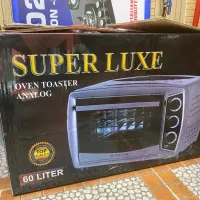 SUPER LUXE
OVEN TOASTER
ANALOG
60 LITER